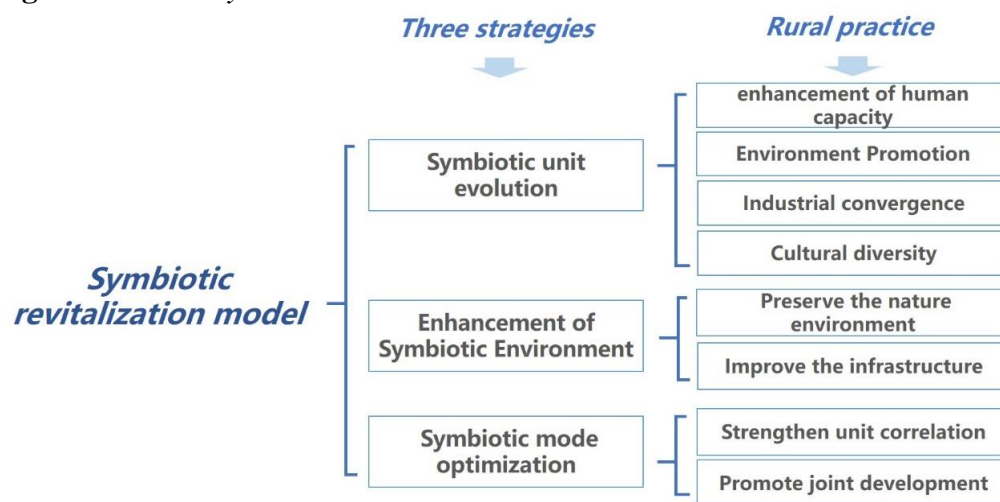 Three strategies
Rural practice
Symbiotic
revitalization model
Symbiotic unit
evolution
enhancement of human
capacity
Environment Promotion
Industrial convergence
Cultural diversity
Enhancement of
Symbiotic Environment
Preserve the nature
environment
Improve the infrastructure
Symbiotic mode
optimization
Strengthen unit correlation
Promote joint development